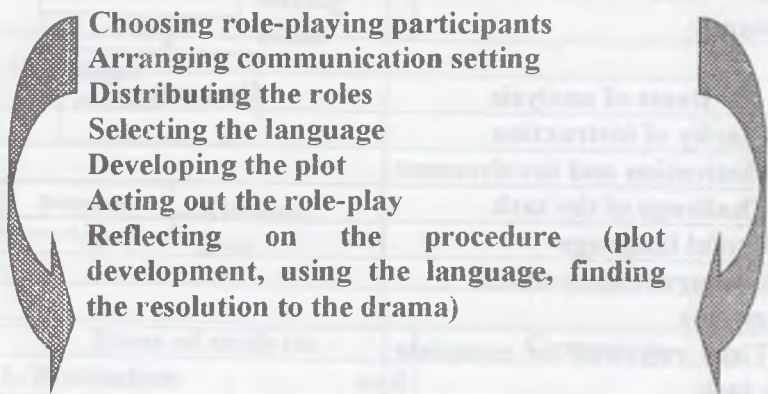 Choosing role-playing participants
Arranging communication setting
Distributing the roles
Selecting the language
Developing the plot
Acting out the role-play
Reflecting on the procedure (plot
development, using the language, finding
the resolution to the drama)